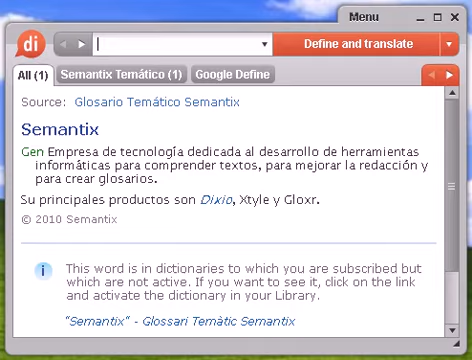 Menu
di
Define and translate
All (1) Semantix Temático (1) Google Define
Source: Glosario Temático Semantix
Semantix
Gen Empresa de tecnología dedicada al desarrollo de herramientas
informáticas para comprender textos, para mejorar la redacción y
para crear glosarios.
Su principales productos son Dixio, Xtyle y Gloxr.
© 2010 Semantix
i
This word is in dictionaries to which you are subscribed but
which are not active. If you want to see it, click on the link
and activate the dictionary in your Library.
"Semantix" - Glossari Temàtic Semantix